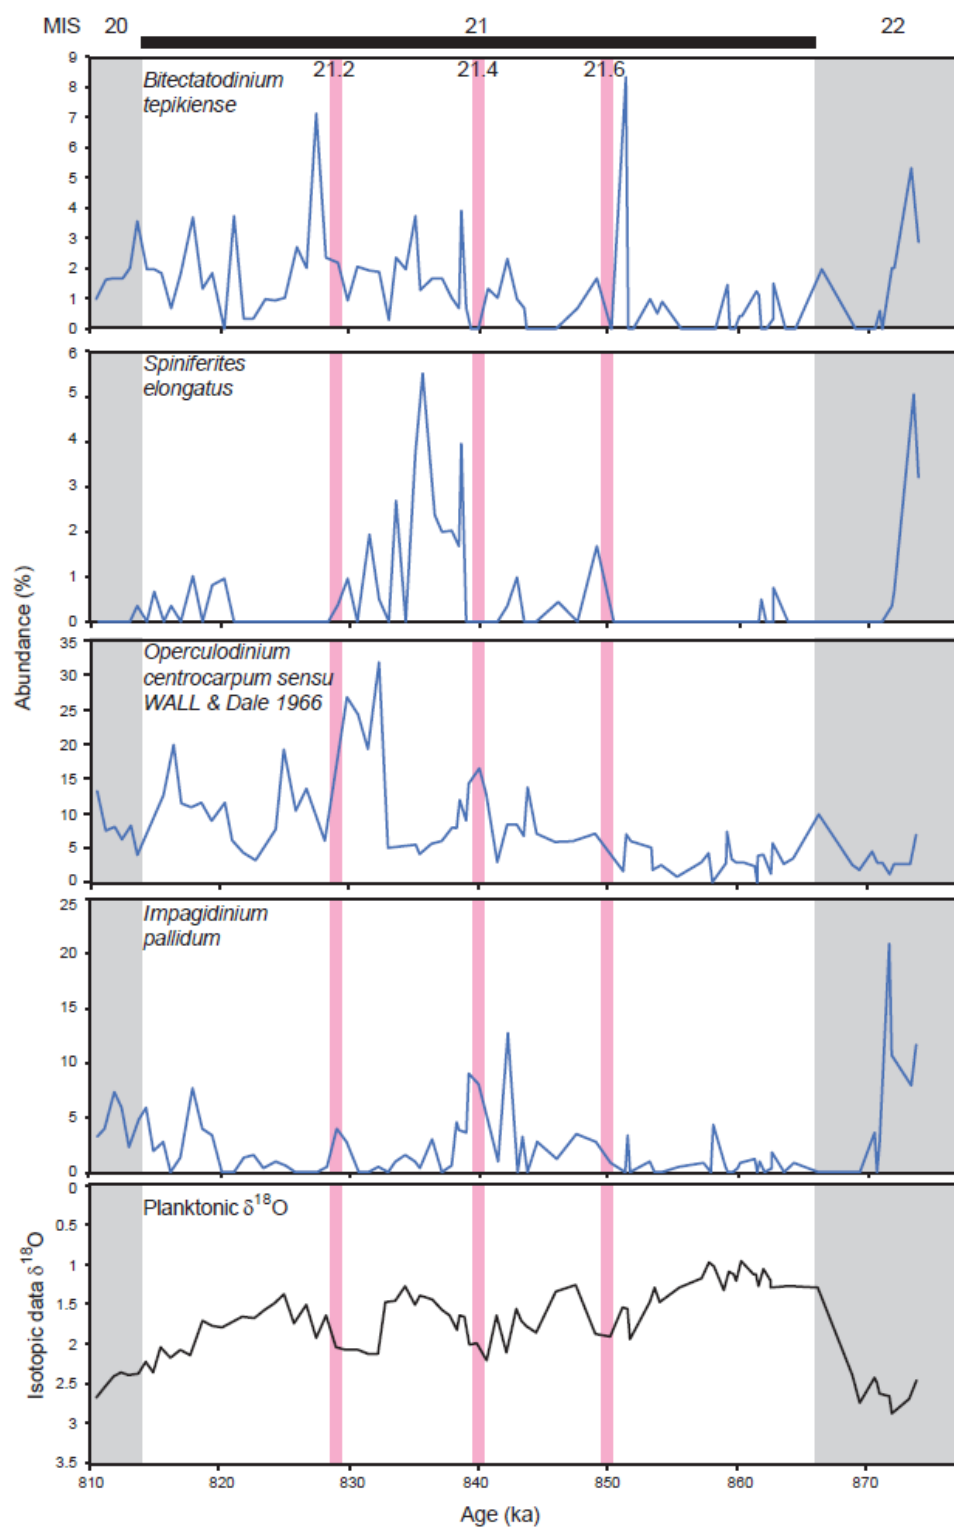 MIS 20 21 22
21.2 21.4 21.6
Bitectatodinium
tepikiense
9
8
7
6
5
4
3
2
1
0
Spiniferites
elongatus
6
5
4
3
2
1
0
Abundance (%)
Operculodinium
centrocarpum sensu
WALL & Dale 1966
35
30
25
20
15
10
5
0
Impagidinium
pallidum
25
20
15
10
5
0
Planktonic δ18O
Isotopic data δ18O
0
0.5
1
1.5
2
2.5
3
3.5
810 820 830 840 850 860 870
Age (ka)